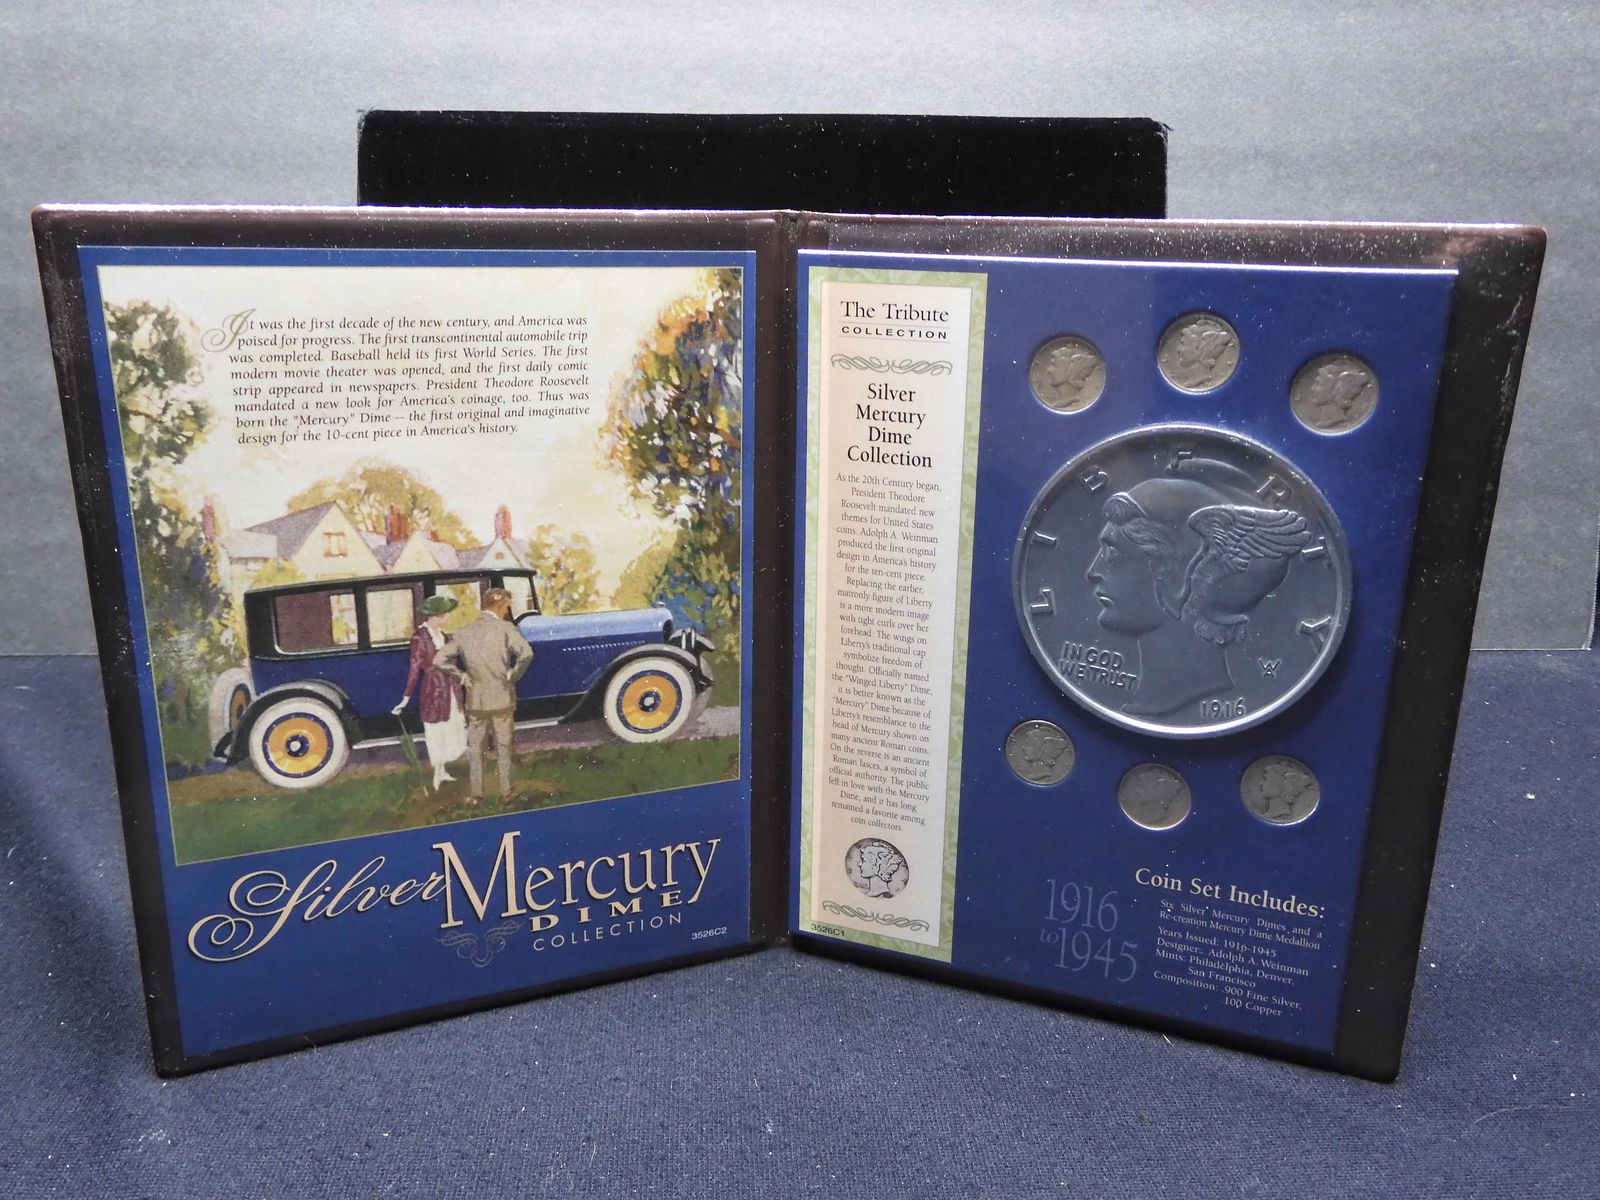 It was the first decade of the new century, and America was
poised for progress. The first transcontinental automobile trip
was completed. Baseball held its first World Series. The first
modern movie theater was opened, and the first daily comic
strip appeared in newspapers. President Theodore Roosevelt
mandated a new look for America's coinage, too. Thus was
born the "Mercury" Dime -- the first original and imaginative
design for the 10-cent piece in America's history.
Silver Mercury
DIME
COLLECTION
3526C2
The Tribute
COLLECTION
Silver
Mercury
Dime
Collection
As the 20th Century began,
President Theodore
Roosevelt mandated new
themes for United States
coins. Adolph A. Weinman
produced the first original
design in America's history
for the ten-cent piece.
Replacing the earlier,
matronly figure of Liberty
is a more modern image
with tight curls over her
forehead. The wings on
Liberty's traditional cap
symbolize freedom of
thought. Officially named
the "Winged Liberty" Dime,
it is better known as the
"Mercury" Dime because of
Liberty's resemblance to the
head of Mercury shown on
many ancient Roman coins.
On the reverse is an ancient
Roman fasces, a symbol of
official authority. The public
fell in love with the Mercury
Dime, and it has long
remained a favorite among
coin collectors.
3526C1
LIBERTY
IN GOD
WE TRUST
W
1916
1916
to 1945
Coin Set Includes:
Six Silver Mercury Dimes and a
Re-creation Mercury Dime Medallion
Years Issued: 1916-1945
Designer: Adolph A. Weinman
Mints: Philadelphia, Denver,
San Francisco
Composition: .900 Fine Silver,
.100 Copper